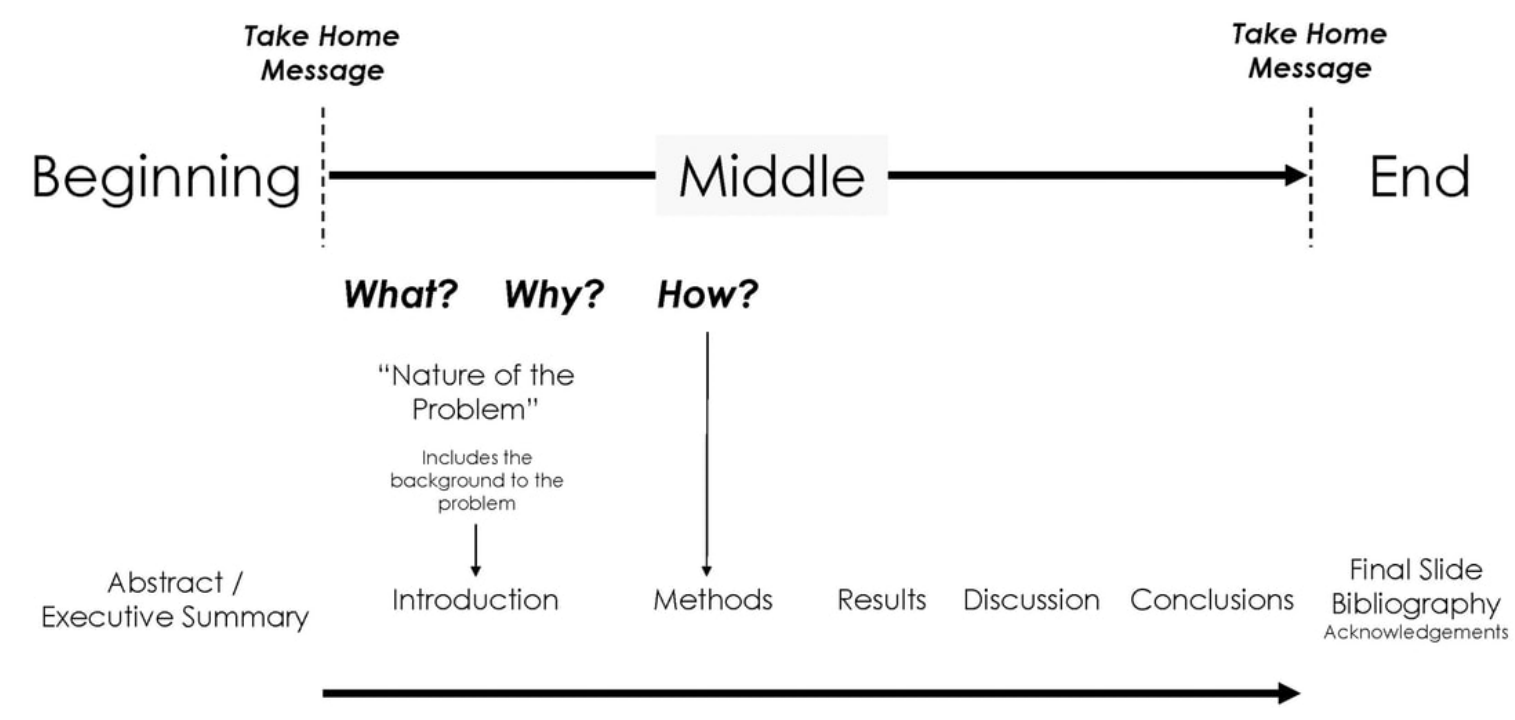 Take Home
Message
Take Home
Message
Beginning
Middle
End
What? Why? How?
“Nature of the
Problem”
Includes the
background to the
problem
Abstract /
Executive Summary
Introduction
Methods
Results
Discussion
Conclusions
Final Slide
Bibliography
Acknowledgements